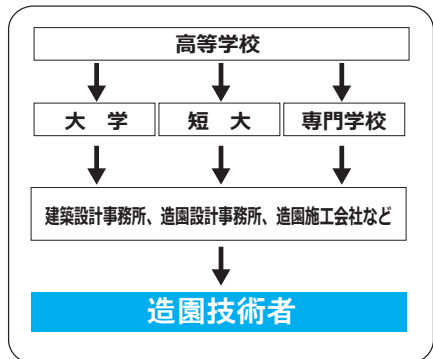 高等学校
大　学　短　大　専門学校
建築設計事務所、造園設計事務所、造園施工会社など
造園技術者